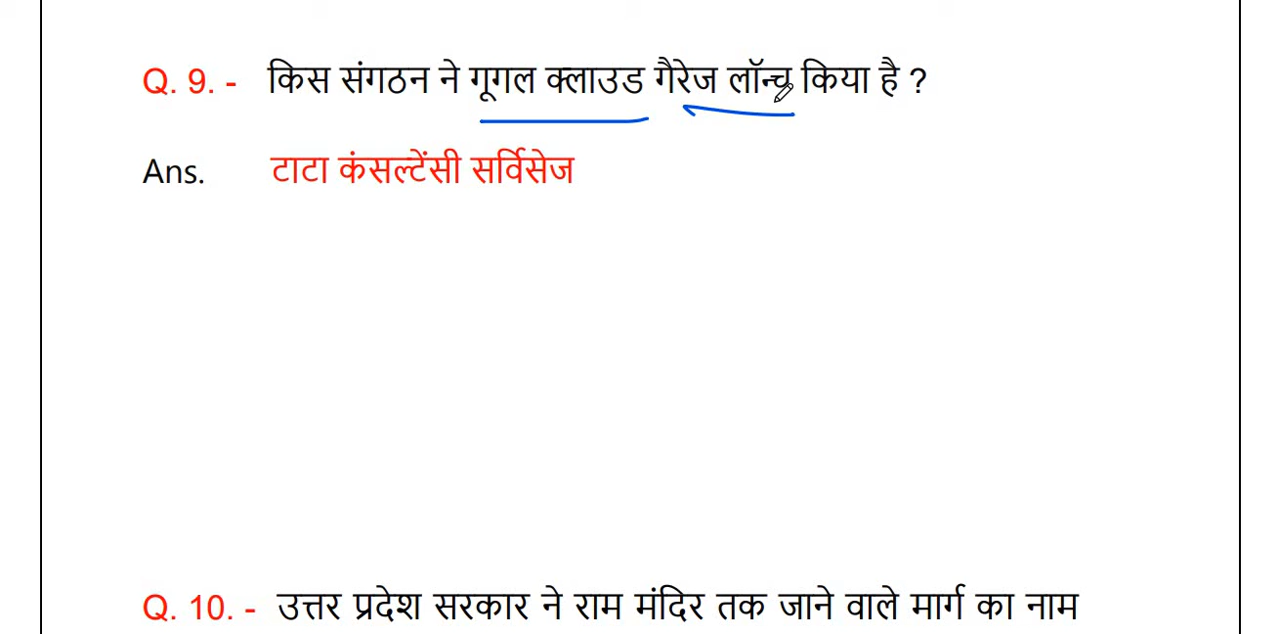 Q. 9. - किस संगठन ने गूगल क्लाउड गैरेज लॉन्च किया है ?
Ans. टाटा कंसल्टेंसी सर्विसेज
Q. 10. - उत्तर प्रदेश सरकार ने राम मंदिर तक जाने वाले मार्ग का नाम